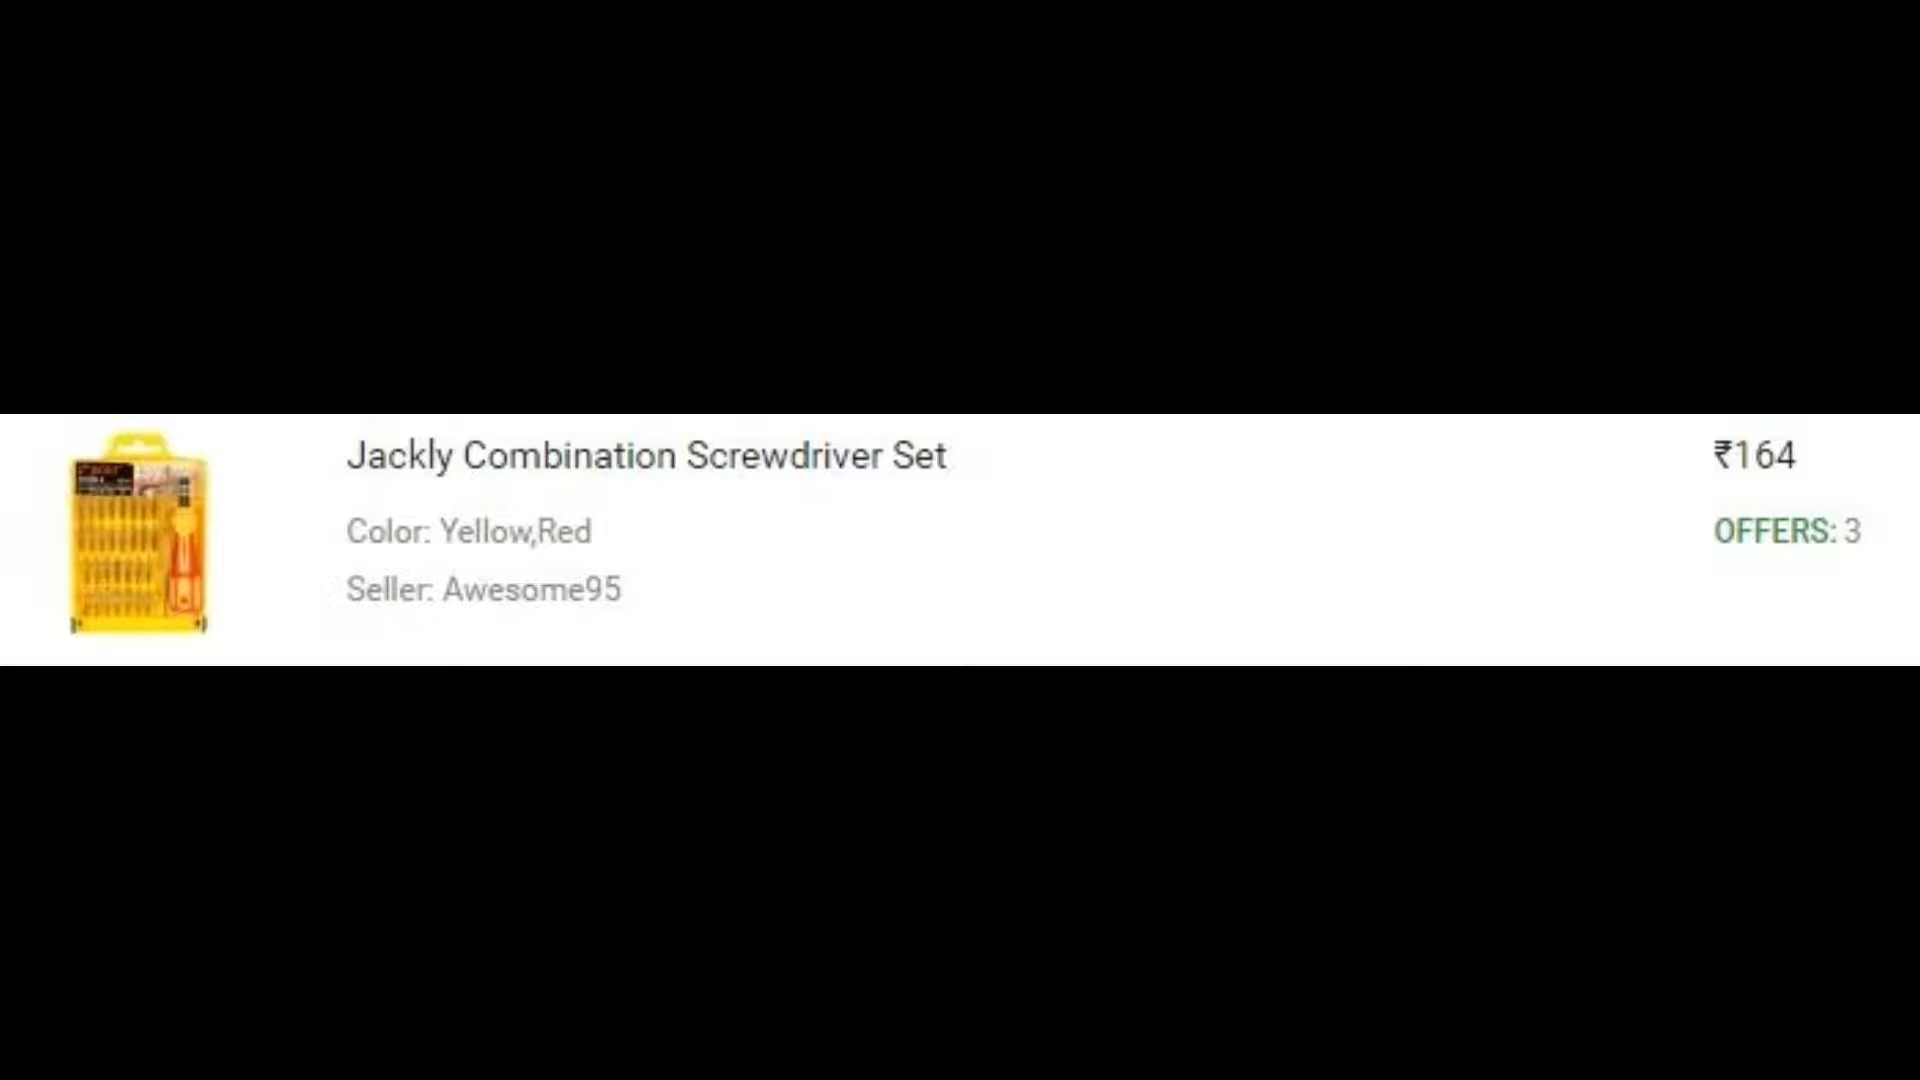 Jackly Combination Screwdriver Set
₹164
Color: Yellow,Red
OFFERS: 3
Seller: Awesome95